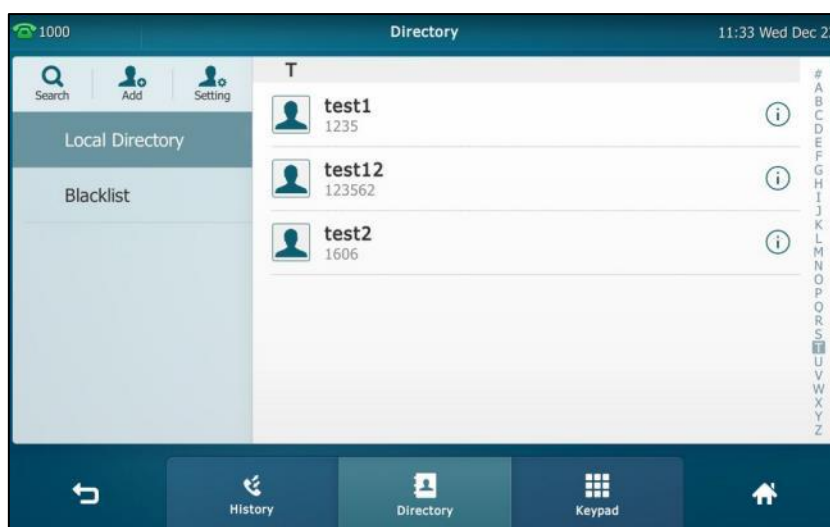 1000
Directory
11:33 Wed Dec
Search
Add
Setting
Local Directory
Blacklist
T
test1
1235
test12
123562
test2
1606
#
A
B
C
D
E
F
G
H
I
J
K
L
M
N
O
P
Q
R
S
T
U
V
W
X
Y
Z
History
Directory
Keypad